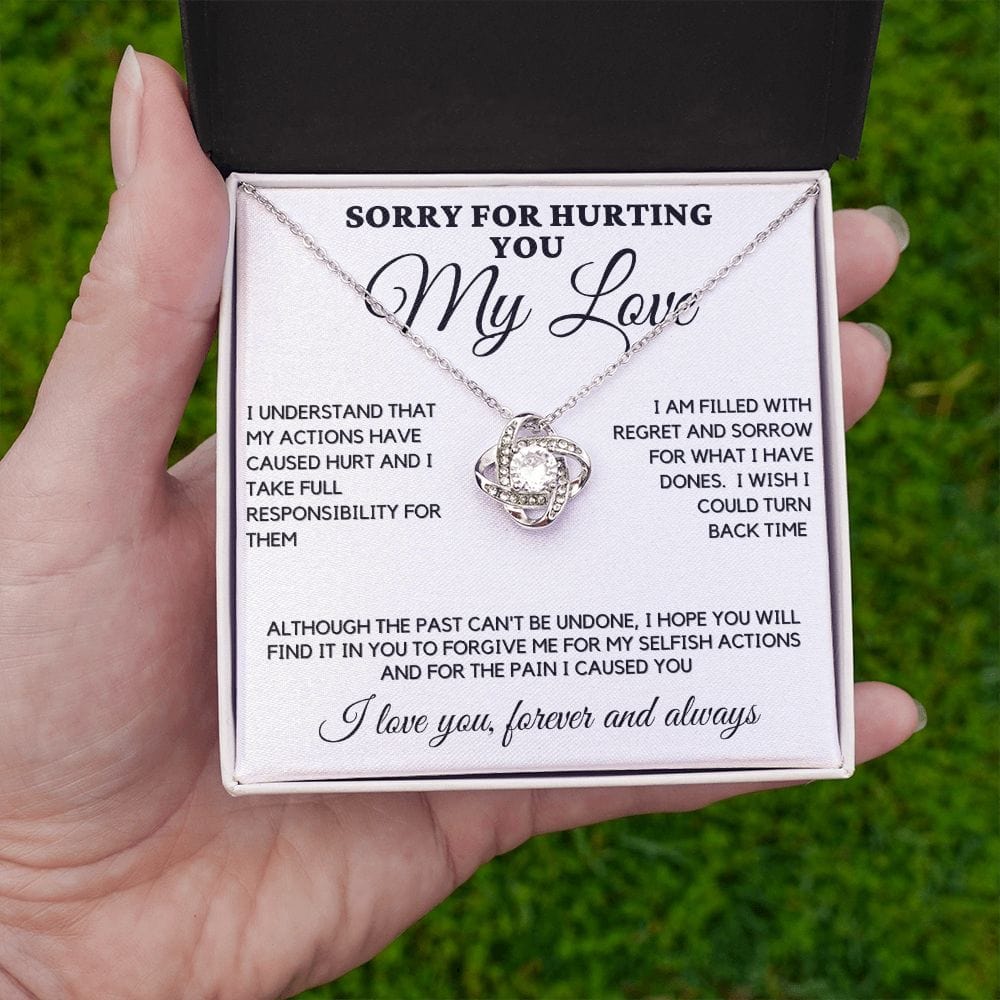 SORRY FOR HURTING
YOU
My Love
I UNDERSTAND THAT
MY ACTIONS HAVE
CAUSED HURT AND I
TAKE FULL
RESPONSIBILITY FOR
THEM
I AM FILLED WITH
REGRET AND SORROW
FOR WHAT I HAVE
DONES. I WISH I
COULD TURN
BACK TIME
ALTHOUGH THE PAST CAN'T BE UNDONE, I HOPE YOU WILL
FIND IT IN YOU TO FORGIVE ME FOR MY SELFISH ACTIONS
AND FOR THE PAIN I CAUSED YOU
I love you, forever and always